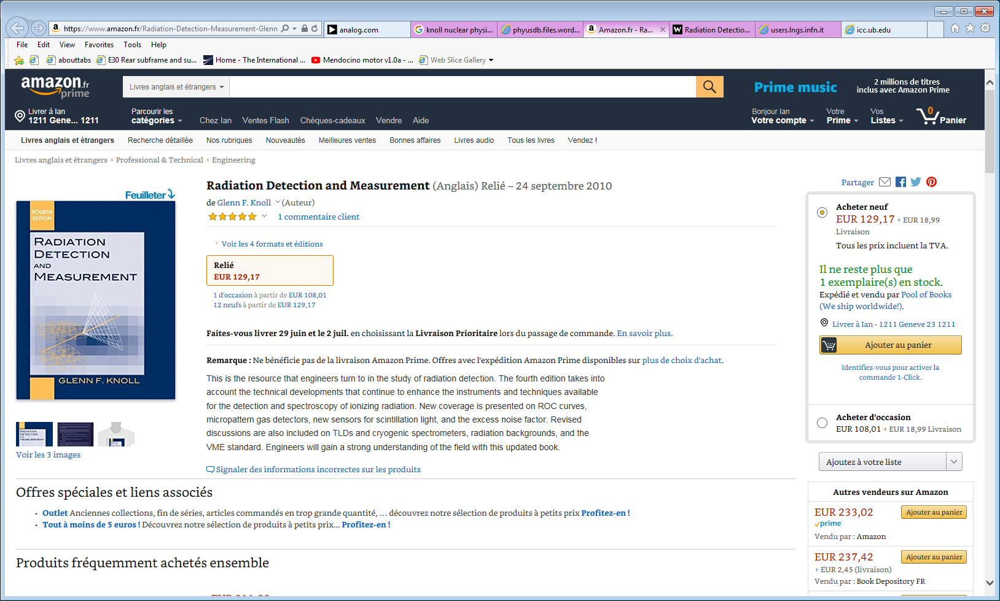 https://www.amazon.fr/Radiation-Detection-Measurement-Glenn
analog.com
knoll nuclear physi...
phyusdb.files.word...
Amazon.fr - Ra...
Radiation Detectio...
users.lngs.infn.it
icc.ub.edu
File Edit View Favorites Tools Help
abouttabs
E30 Rear subframe and su...
Home - The International ...
Mendocino motor v1.0a - ...
Web Slice Gallery
amazon.fr
prime
Livres anglais et étrangers
Prime music
2 millions de titres
inclus avec Amazon Prime
Livrer à Ian
1211 Gene... 1211
Parcourir les
catégories
Chez Ian Ventes Flash Chèques-cadeaux Vendre Aide
Bonjour Ian
Votre compte
Votre
Prime
Vos
Listes
0
Panier
Livres anglais et étrangers Recherche détaillée Nos rubriques Nouveautés Meilleures ventes Bonnes affaires Livres audio Tous les livres Vendez !
Livres anglais et étrangers › Professional & Technical › Engineering
Feuilleter
FOURTH
EDITION
RADIATION
DETECTION
AND
MEASUREMENT
GLENN F. KNOLL
RADIATION
DETECTION
AND
MEASUREMENT
Voir les 3 images
Radiation Detection and Measurement (Anglais) Relié – 24 septembre 2010
de Glenn F. Knoll (Auteur)
1 commentaire client
› Voir les 4 formats et éditions
Relié
EUR 129,17
1 d'occasion à partir de EUR 108,01
12 neufs à partir de EUR 129,17
Faites-vous livrer 29 juin et le 2 juil. en choisissant la Livraison Prioritaire lors du passage de commande. En savoir plus.
Remarque : Ne bénéficie pas de la livraison Amazon Prime. Offres avec l'expédition Amazon Prime disponibles sur plus de choix d'achat.
This is the resource that engineers turn to in the study of radiation detection. The fourth edition takes into
account the technical developments that continue to enhance the instruments and techniques available
for the detection and spectroscopy of ionizing radiation. New coverage is presented on ROC curves,
micropattern gas detectors, new sensors for scintillation light, and the excess noise factor. Revised
discussions are also included on TLDs and cryogenic spectrometers, radiation backgrounds, and the
VME standard. Engineers will gain a strong understanding of the field with this updated book.
Signaler des informations incorrectes sur les produits
Partager
Acheter neuf
EUR 129,17 + EUR 18,99
Livraison
Tous les prix incluent la TVA.
Il ne reste plus que
1 exemplaire(s) en stock.
Expédié et vendu par Pool of Books
(We ship worldwide!).
Livrer à Ian - 1211 Geneve 23 1211
Ajouter au panier
Identifiez-vous pour activer la
commande 1-Click.
Acheter d'occasion
EUR 108,01 + EUR 18,99 Livraison
Ajoutez à votre liste
Autres vendeurs sur Amazon
EUR 233,02
Ajouter au panier
prime
Vendu par : Amazon
EUR 237,42
Ajouter au panier
+ EUR 2,45 (livraison)
Vendu par : Book Depository FR
Offres spéciales et liens associés
• Outlet Anciennes collections, fin de séries, articles commandés en trop grande quantité, … découvrez notre sélection de produits à petits prix Profitez-en !
• Tout à moins de 5 euros ! Découvrez notre sélection de produits à petits prix... Profitez-en !
Produits fréquemment achetés ensemble